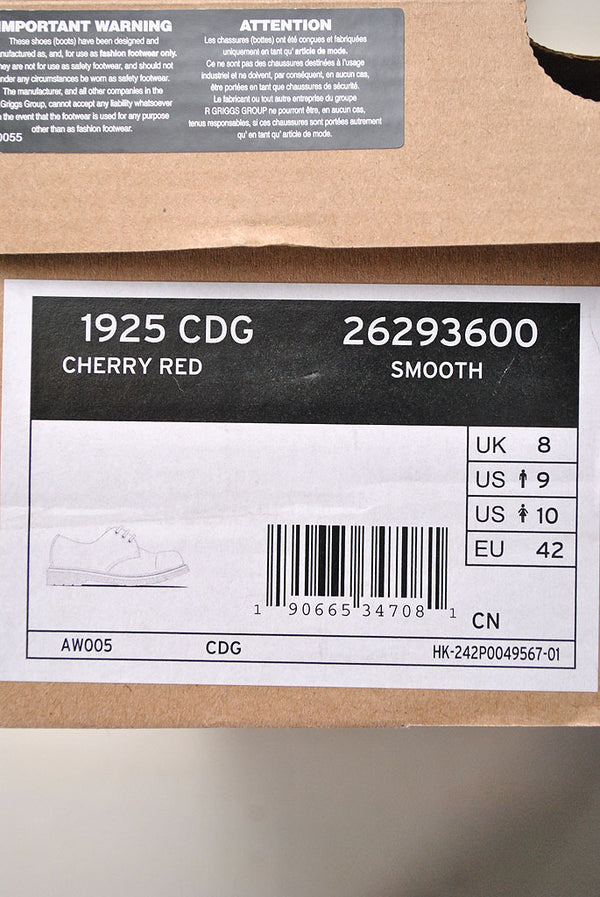 IMPORTANT WARNING
These shoes (boots) have been designed and
nufactured as, and, for use as fashion footwear only.
hey are not for use as safety footwear, and should not
nder any circumstances be worn as safety footwear.
The manufacturer, and all other companies in the
Griggs Group, cannot accept any liability whatsoever
n the event that the footwear is used for any purpose
other than as fashion footwear.
0055
ATTENTION
Les chaussures (bottes) ont été conçues et fabriquées
uniquement en tant qu' article de mode.
Ce ne sont pas des chaussures destinées à l'usage
industriel et ne doivent, par conséquent, en aucun cas,
être portées en tant que chaussures de sécurité.
Le fabricant ou tout autre entreprise du groupe
R GRIGGS GROUP ne pourront être, en aucun cas,
tenus responsables, si ces chaussures sont portées autrement
qu' en tant qu' article de mode.
1925 CDG 26293600
CHERRY RED SMOOTH
UK 8
US 9
US 10
EU 42
1 90665 34708 1
CN
AW005 CDG HK-242P0049567-01